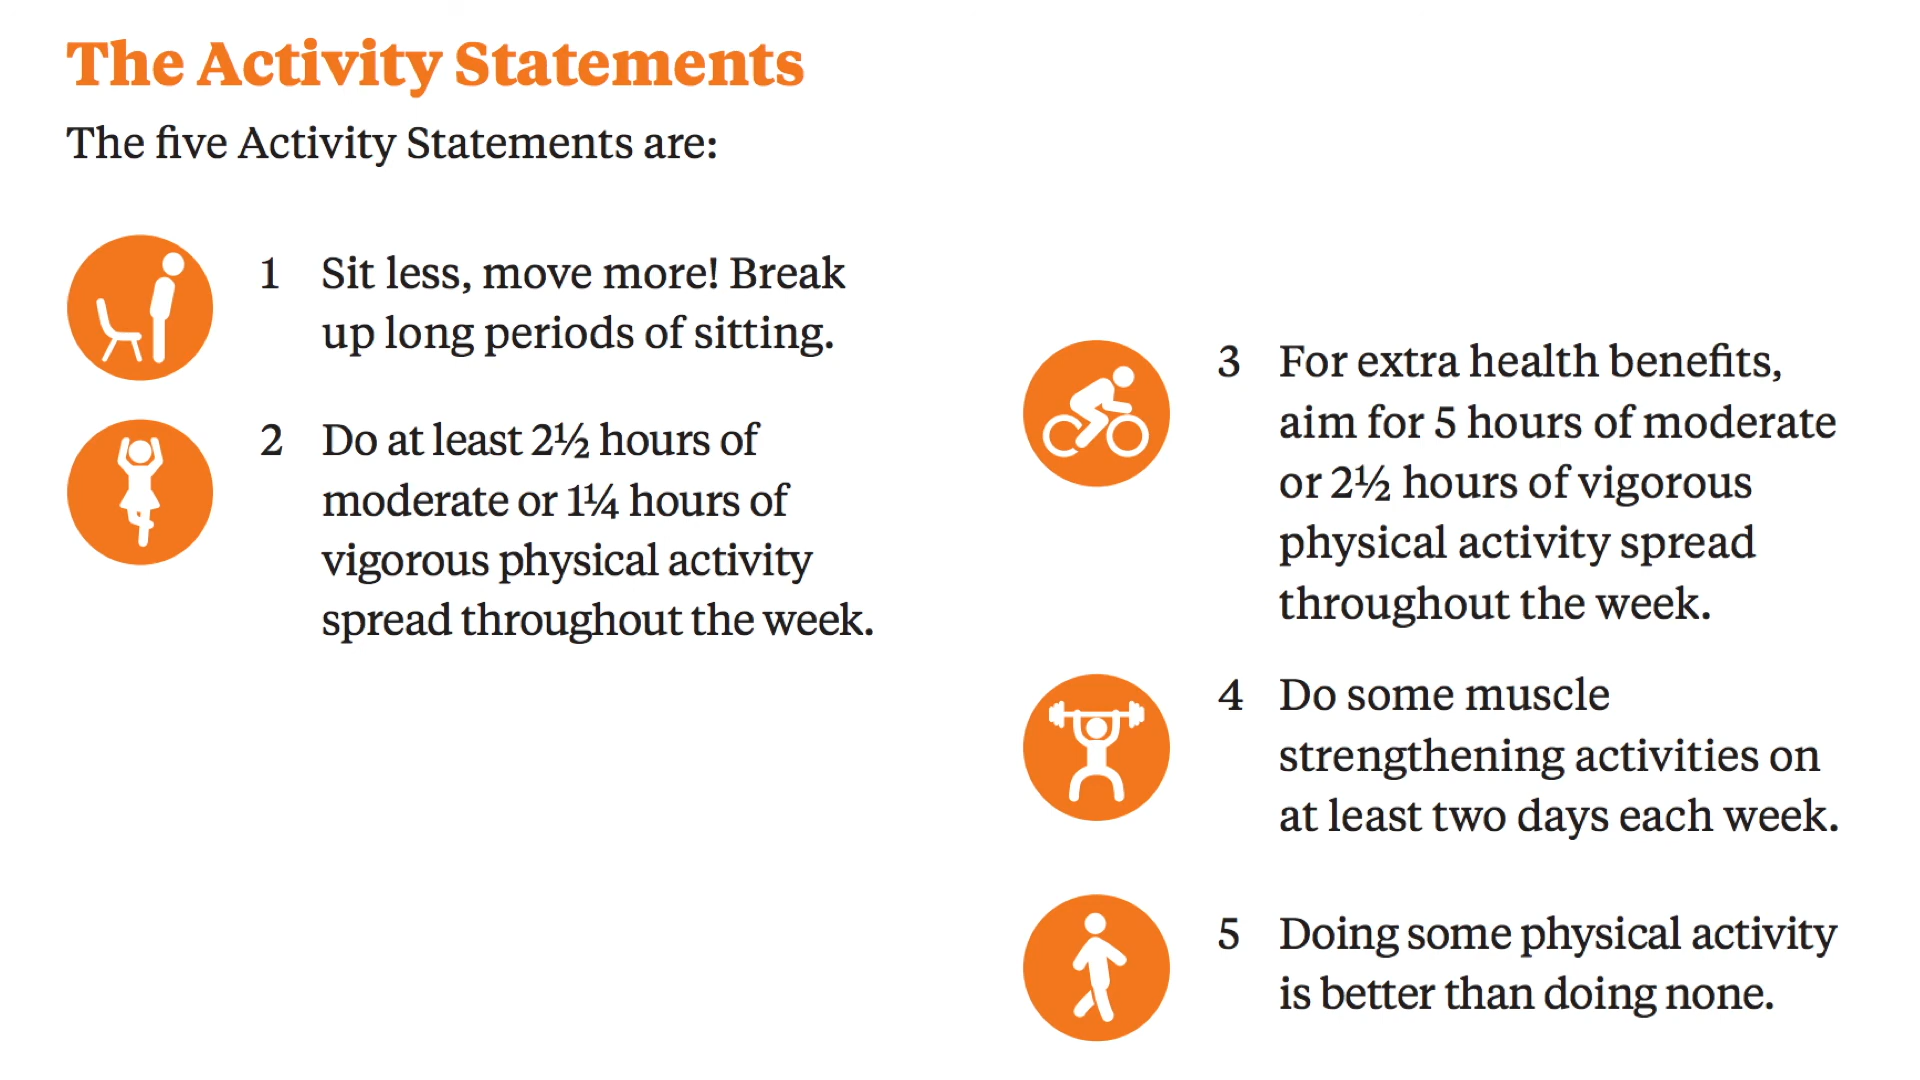 The Activity Statements
The five Activity Statements are:
1 Sit less, move more! Break
up long periods of sitting.
2 Do at least 2½ hours of
moderate or 1¼ hours of
vigorous physical activity
spread throughout the week.
3 For extra health benefits,
aim for 5 hours of moderate
or 2½ hours of vigorous
physical activity spread
throughout the week.
4 Do some muscle
strengthening activities on
at least two days each week.
5 Doing some physical activity
is better than doing none.